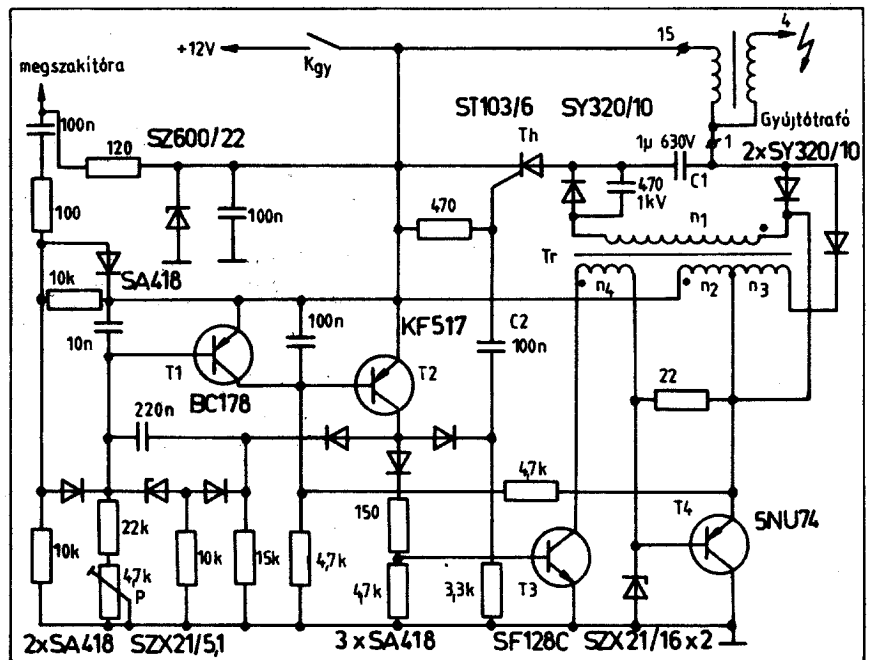 +12V
Kgy
15
4
megszakítóra
100n
120
SZ600/22
ST103/6
SY320/10
Th
Gyújtótrafó
1µ 630V
1
2xSY320/10
C1
100
100n
470
470
1kV
n1
Tr
SA418
10k
n4
n2
n3
10n
100n
KF517
C2
100n
T1
T2
BC178
22
220n
4,7k
T4
5NU74
22k
150
10k
10k
15k
4,7k
4,7k
P
4,7k
3,3k
T3
2xSA418
SZX21/5,1
3xSA418
SF128C
SZX21/16x2